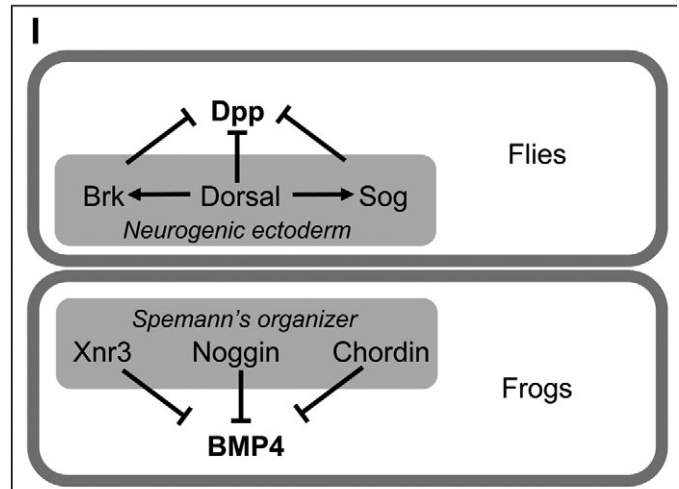 I
Dpp
Flies
Brk Dorsal Sog
Neurogenic ectoderm
Spemann's organizer
Xnr3 Noggin Chordin
Frogs
BMP4